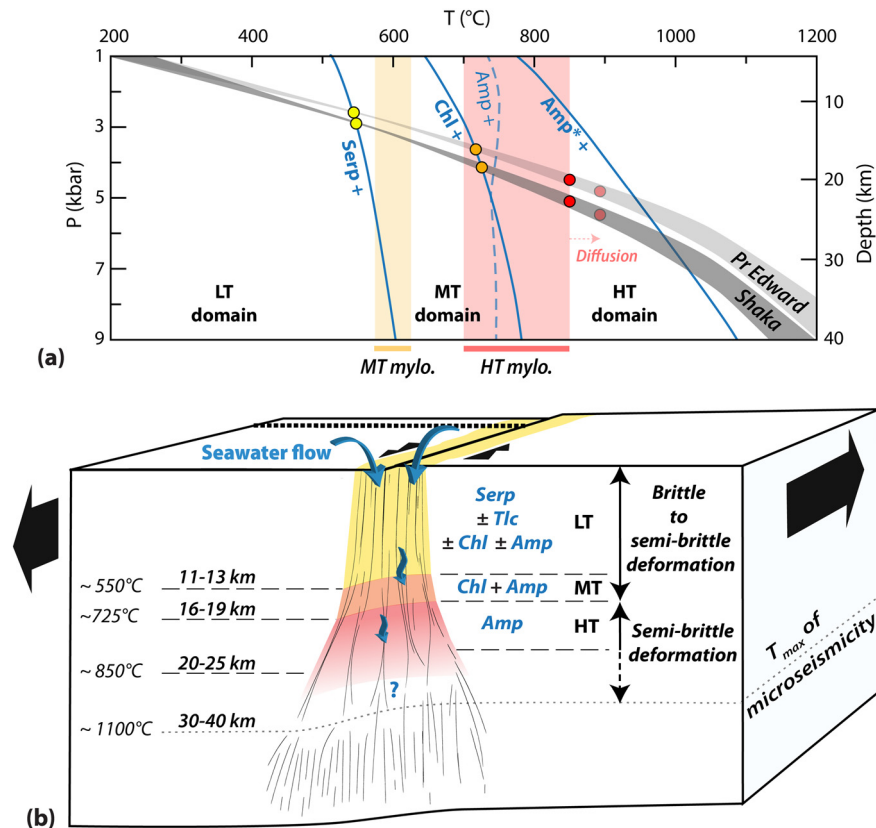 T (°C)
200 400 600 800 1000 1200
1
3
5
7
9
P (kbar)
10
20
30
40
Depth (km)
Serp +
Chl +
Amp +
Amp* +
Diffusion
Pr Edward
Shaka
LT
domain
MT
domain
HT
domain
(a)
MT mylo.
HT mylo.
Seawater flow
Serp
± Tlc
± Chl ± Amp
LT
Brittle
to
semi-brittle
deformation
~ 550°C
11-13 km
Chl + Amp
MT
~725°C
16-19 km
Amp
HT
Semi-brittle
deformation
~ 850°C
20-25 km
?
~ 1100°C
30-40 km
T max of
microseismicity
(b)